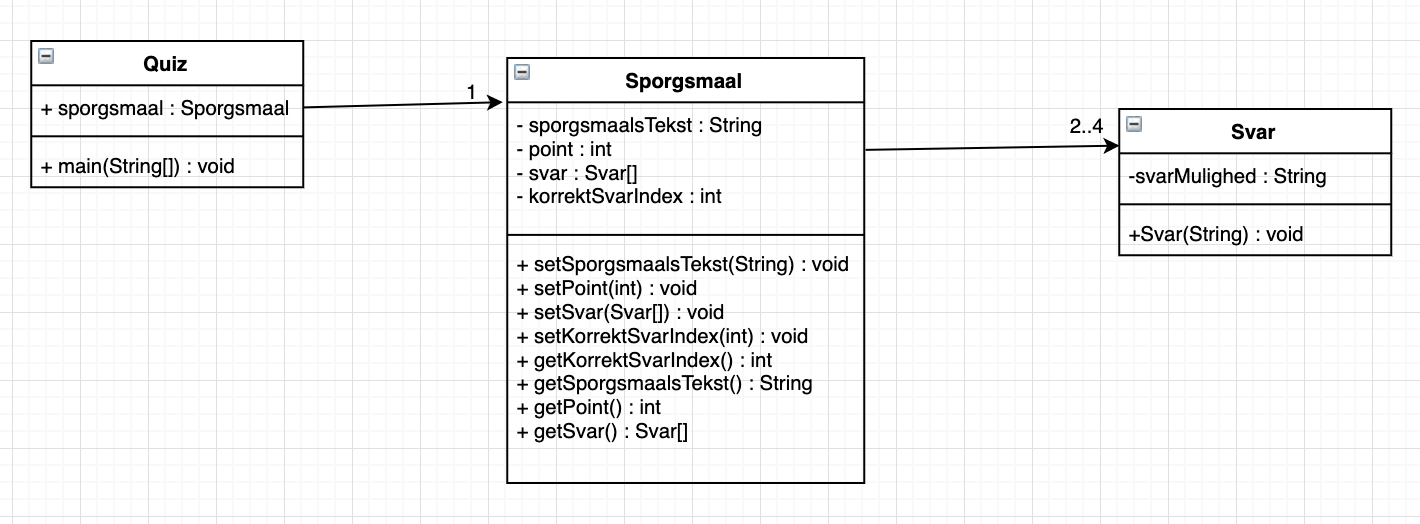 Quiz
+ sporgsmaal : Sporgsmaal
+ main(String[]) : void
1
Sporgsmaal
- sporgsmaalsTekst : String
- point : int
- svar : Svar[]
- korrektSvarIndex : int
+ setSporgsmaalsTekst(String) : void
+ setPoint(int) : void
+ setSvar(Svar[]) : void
+ setKorrektSvarIndex(int) : void
+ getKorrektSvarIndex() : int
+ getSporgsmaalsTekst() : String
+ getPoint() : int
+ getSvar() : Svar[]
2..4
Svar
-svarMulighed : String
+Svar(String) : void